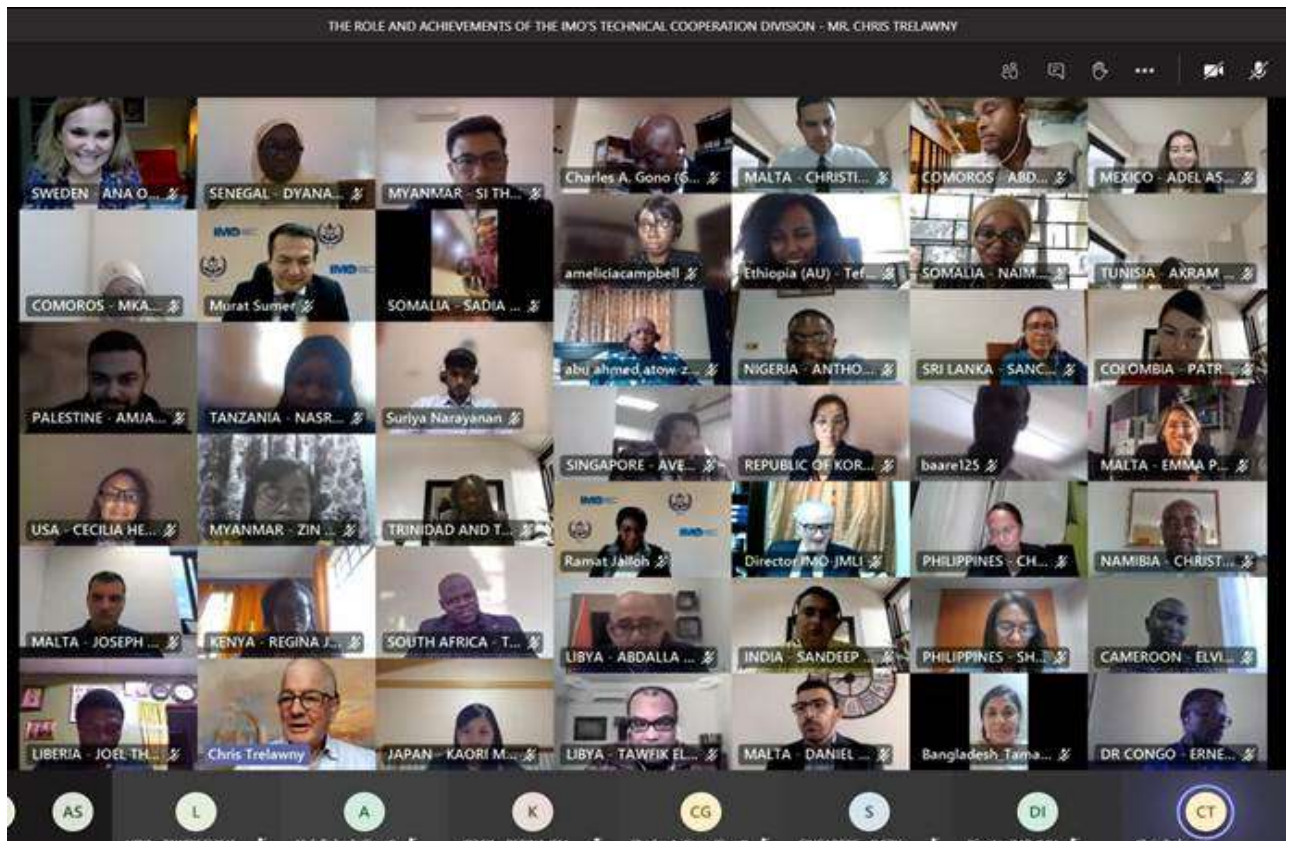 THE ROLE AND ACHIEVEMENTS OF THE IMO'S TECHNICAL COOPERATION DIVISION - MR. CHRIS TRELAWNY
SWEDEN - ANA O...
SENEGAL - DYANA...
MYANMAR - SI TH...
Charles A. Gono (G...
MALTA - CHRISTI...
COMOROS - ABD...
MEXICO - ADEL AS...
COMOROS - MKA...
IMO
IMO
Murat Sumer
SOMALIA - SADIA ...
ameliciacampbell
Ethiopia (AU) - Tef...
SOMALIA - NAIM...
TUNISIA - AKRAM ...
PALESTINE - AMJA...
TANZANIA - NASR...
Suriya Narayanan
abu ahmed atow z...
NIGERIA - ANTHO...
SRI LANKA - SANC...
COLOMBIA - PATR...
USA - CECILIA HE...
MYANMAR - ZIN ...
TRINIDAD AND T...
SINGAPORE - AVE...
REPUBLIC OF KOR...
baare125
MALTA - EMMA P...
MALTA - JOSEPH ...
KENYA - REGINA J...
SOUTH AFRICA - T...
IMO
IMO
Ramat Jalloh
Director IMO-IMLI
PHILIPPINES - CH...
NAMIBIA - CHRIST...
LIBERIA - JOEL TH...
Chris Trelawny
JAPAN - KAORI M...
LIBYA - ABDALLA ...
INDIA - SANDEEP ...
PHILIPPINES - SH...
CAMEROON - ELVI...
LIBYA - TAWFIK EL...
MALTA - DANIEL ...
Bangladesh_Tama...
DR CONGO - ERNE...
AS
L
A
K
CG
S
DI
CT